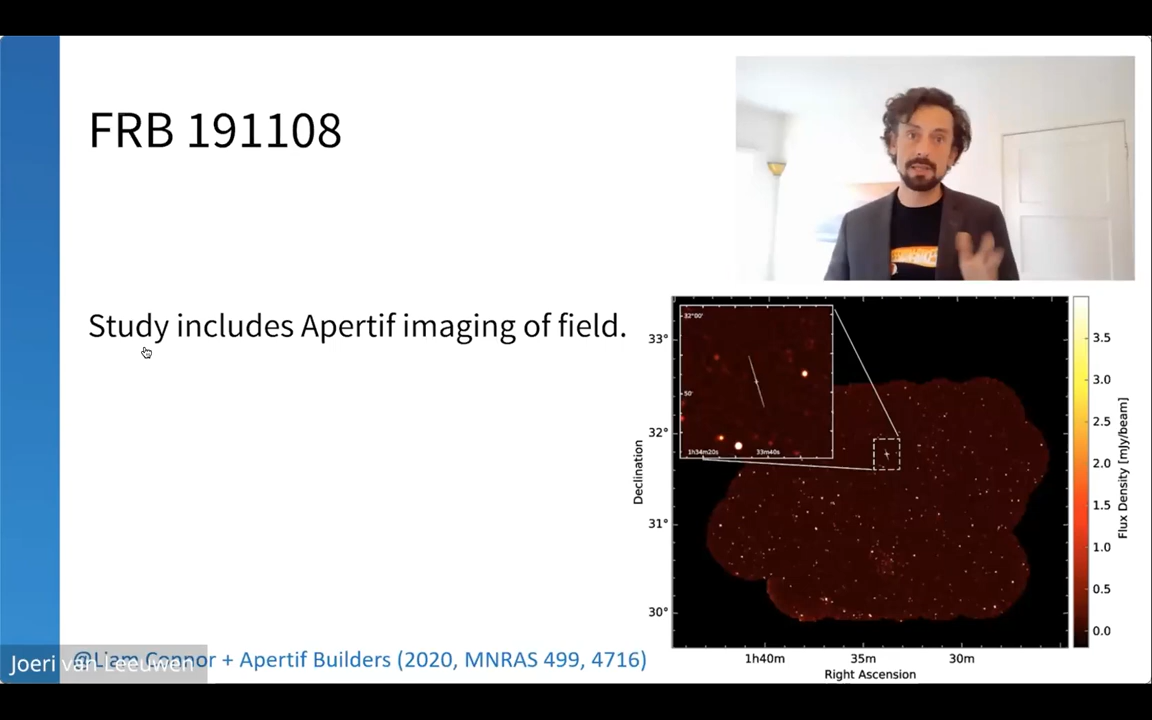 FRB 191108
Study includes Apertif imaging of field.
32°00'
50'
1h34m20s 33m40s
33°
32°
31°
30°
Declination
1h40m 35m 30m
Right Ascension
3.5
3.0
2.5
2.0
1.5
1.0
0.5
0.0
Flux Density [mJy/beam]
@Liam Connor + Apertif Builders (2020, MNRAS 499, 4716)
Joeri van Leeuwen